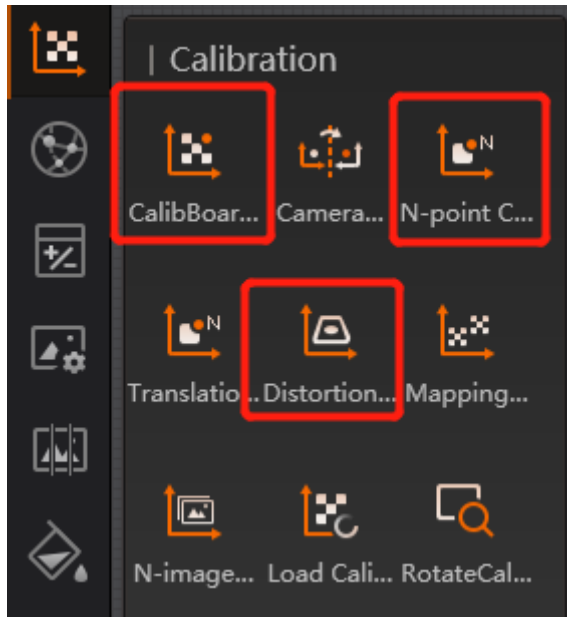 | Calibration
CalibBoar... Camera... N-point C...
Translatio... Distortion... Mapping...
N-image... Load Cali... RotateCal...